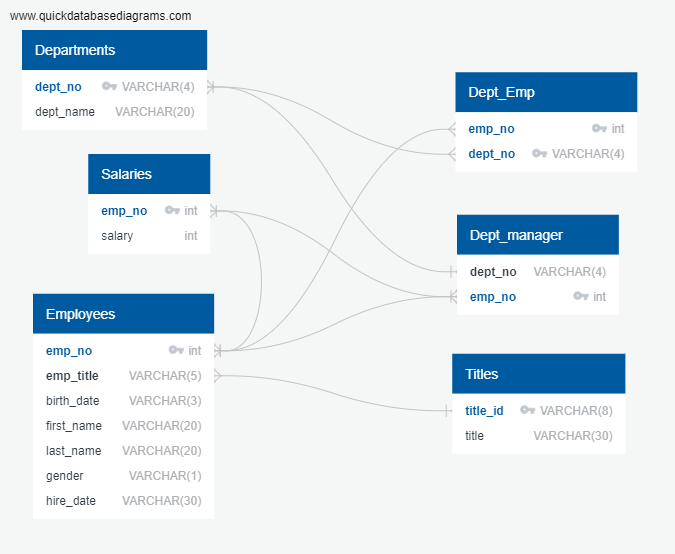 www.quickdatabasediagrams.com
Departments
dept_no VARCHAR(4)
dept_name VARCHAR(20)
Salaries
emp_no int
salary int
Employees
emp_no int
emp_title VARCHAR(5)
birth_date VARCHAR(3)
first_name VARCHAR(20)
last_name VARCHAR(20)
gender VARCHAR(1)
hire_date VARCHAR(30)
Dept_Emp
emp_no int
dept_no VARCHAR(4)
Dept_manager
dept_no VARCHAR(4)
emp_no int
Titles
title_id VARCHAR(8)
title VARCHAR(30)